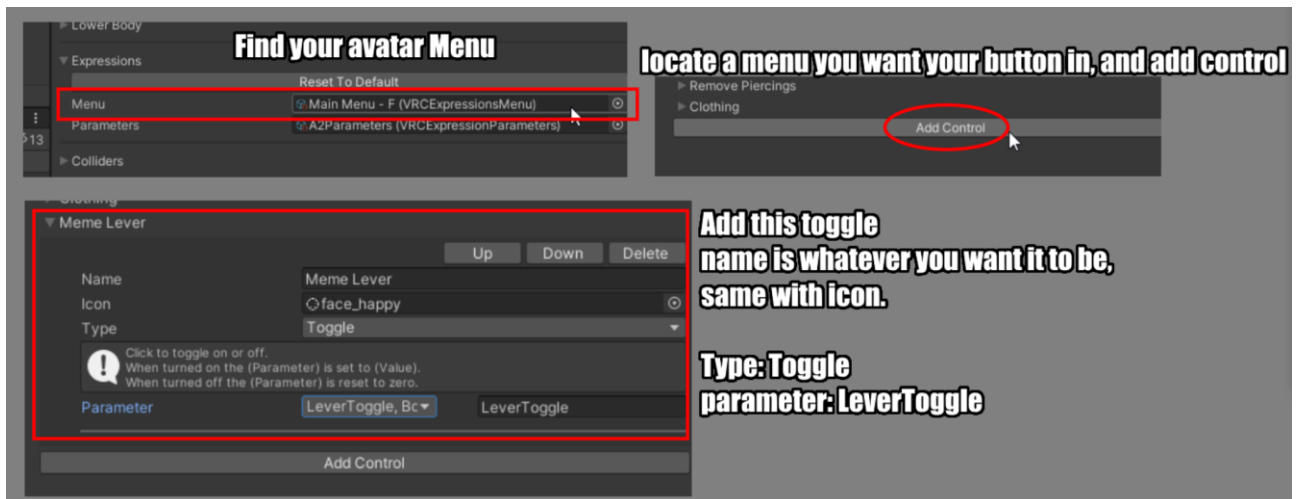 Lower Body
Find your avatar Menu
Expressions
Reset To Default
Menu
Main Menu - F (VRCExpressionsMenu)
Parameters
A2Parameters (VRCExpressionParameters)
13
Colliders
locate a menu you want your button in, and add control
Remove Piercings
Clothing
Add Control
Clothing
Meme Lever
Up Down Delete
Name Meme Lever
Icon face_happy
Type Toggle
Click to toggle on or off.
When turned on the (Parameter) is set to (Value).
When turned off the (Parameter) is reset to zero.
Parameter LeverToggle, Bo LeverToggle
Add Control
Add this toggle
name is whatever you want it to be,
same with icon.
Type: Toggle
parameter: LeverToggle